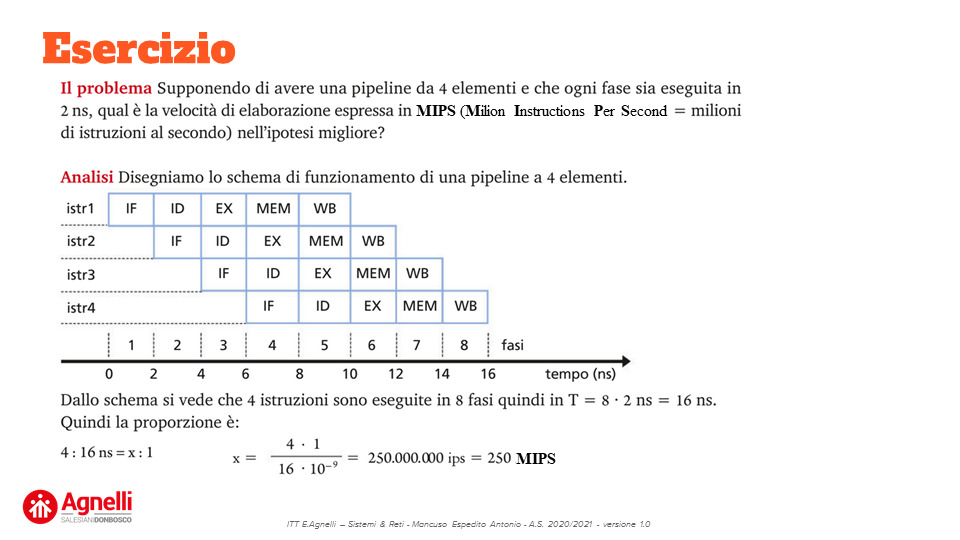 Esercizio
Il problema Supponendo di avere una pipeline da 4 elementi e che ogni fase sia eseguita in
2 ns, qual è la velocità di elaborazione espressa in MIPS (Milion Instructions Per Second = milioni
di istruzioni al secondo) nell'ipotesi migliore?
Analisi Disegniamo lo schema di funzionamento di una pipeline a 4 elementi.
istr1 IF ID EX MEM WB
istr2 IF ID EX MEM WB
istr3 IF ID EX MEM WB
istr4 IF ID EX MEM WB
1 2 3 4 5 6 7 8 fasi
0 2 4 6 8 10 12 14 16 tempo (ns)
Dallo schema si vede che 4 istruzioni sono eseguite in 8 fasi quindi in T = 8 · 2 ns = 16 ns.
Quindi la proporzione è:
4 : 16 ns = x : 1
x = 4 · 1 / 16 · 10⁻⁹ = 250.000.000 ips = 250 MIPS
Agnelli
SALESIANIDONBOSCO
ITT E.Agnelli – Sistemi & Reti - Mancuso Espedito Antonio - A.S. 2020/2021 - versione 1.0